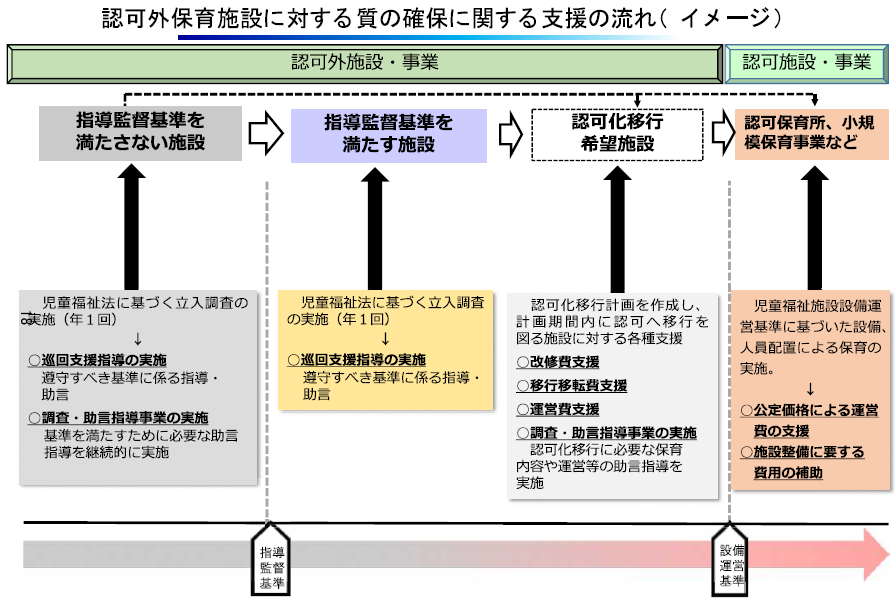 認可外保育施設に対する質の確保に関する支援の流れ( イメージ)
認可外施設・事業
認可施設・事業
指導監督基準を
満たさない施設
指導監督基準を
満たす施設
認可化移行
希望施設
認可保育所、小規
模保育事業など
児童福祉法に基づく立入調査の
実施（年１回）
↓
○巡回支援指導の実施
遵守すべき基準に係る指導・
助言
○調査・助言指導事業の実施
基準を満たすために必要な助言
指導を継続的に実施
児童福祉法に基づく立入調査
の実施（年１回）
↓
○巡回支援指導の実施
遵守すべき基準に係る指導・
助言
認可化移行計画を作成し、
計画期間内に認可へ移行を
図る施設に対する各種支援
○改修費支援
○移行移転費支援
○運営費支援
○調査・助言指導事業の実施
認可化移行に必要な保育
内容や運営等の助言指導を
実施
児童福祉施設設備運
営基準に基づいた設備、
人員配置による保育の
実施。
↓
○公定価格による運営
費の支援
○施設整備に要する
費用の補助
指導
監督
基準
設備
運営
基準